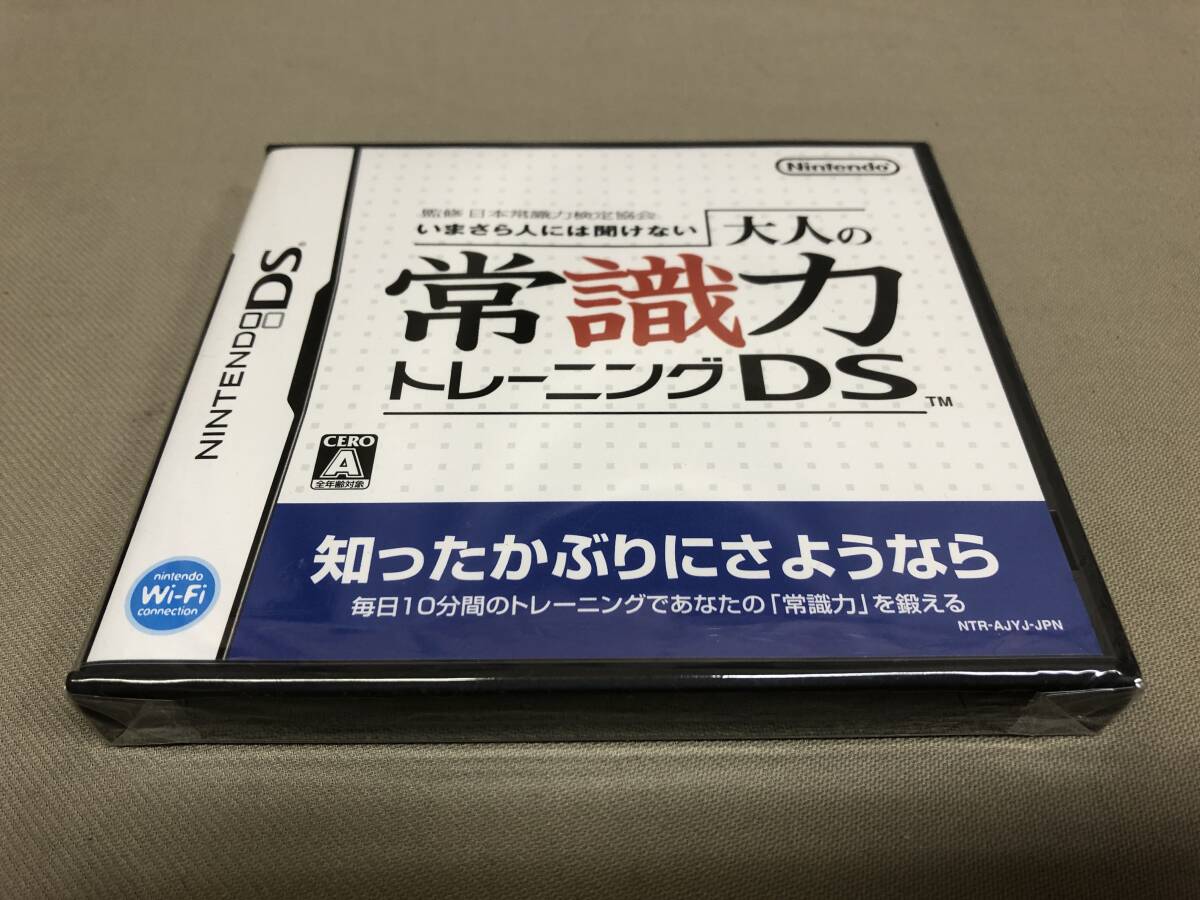 NINTENDO DS®
nintendo
Wi-Fi
connection
Nintendo®
監修 日本常識力検定協会
いまさら人には聞けない
大人の
常識力
トレーニングDS™
CERO
A
全年齢対象
知ったかぶりにさようなら
毎日10分間のトレーニングであなたの「常識力」を鍛える
NTR-AJYJ-JPN